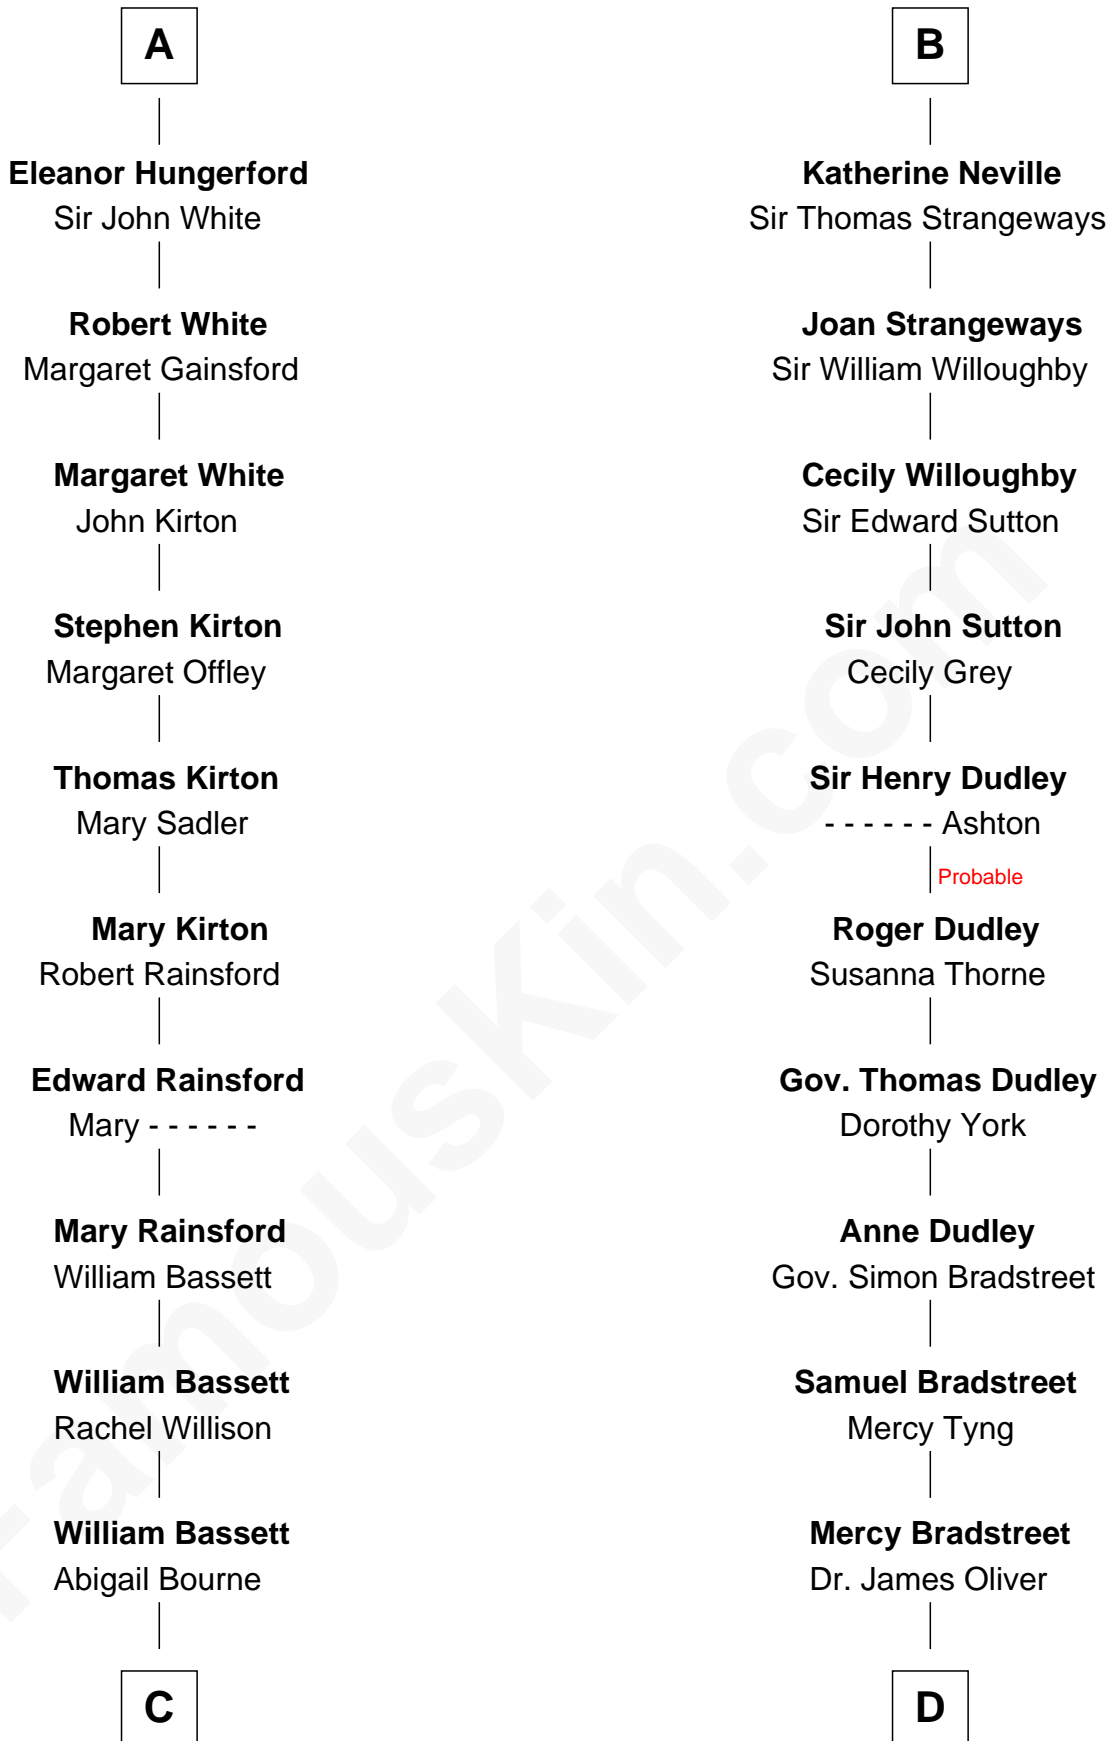 A
Eleanor Hungerford
Sir John White
Robert White
Margaret Gainsford
Margaret White
John Kirton
Stephen Kirton
Margaret Offley
Thomas Kirton
Mary Sadler
Mary Kirton
Robert Rainsford
Edward Rainsford
Mary - - - - - -
Mary Rainsford
William Bassett
William Bassett
Rachel Willison
William Bassett
Abigail Bourne
C
B
Katherine Neville
Sir Thomas Strangeways
Joan Strangeways
Sir William Willoughby
Cecily Willoughby
Sir Edward Sutton
Sir John Sutton
Cecily Grey
Sir Henry Dudley
- - - - - - Ashton
Probable
Roger Dudley
Susanna Thorne
Gov. Thomas Dudley
Dorothy York
Anne Dudley
Gov. Simon Bradstreet
Samuel Bradstreet
Mercy Tyng
Mercy Bradstreet
Dr. James Oliver
D
FamousKin.com